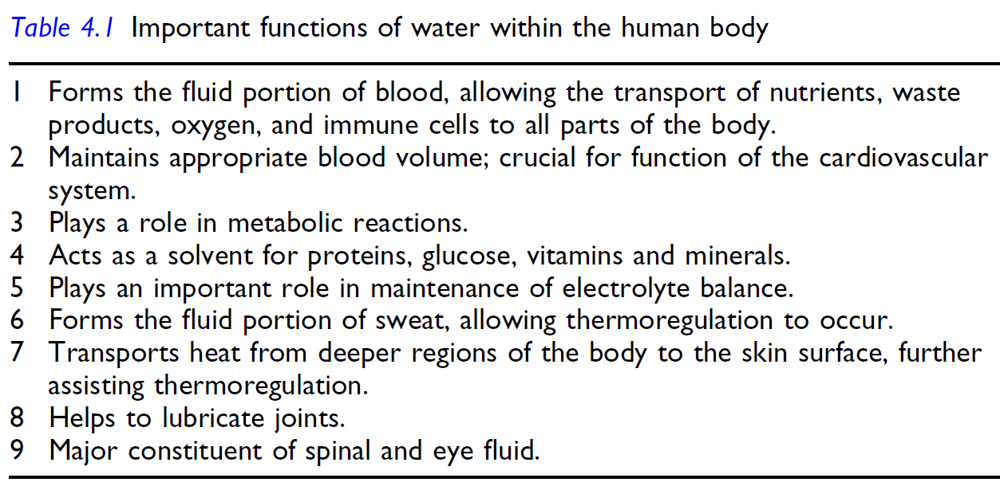 Table 4.1 Important functions of water within the human body
1 Forms the fluid portion of blood, allowing the transport of nutrients, waste
products, oxygen, and immune cells to all parts of the body.
2 Maintains appropriate blood volume; crucial for function of the cardiovascular
system.
3 Plays a role in metabolic reactions.
4 Acts as a solvent for proteins, glucose, vitamins and minerals.
5 Plays an important role in maintenance of electrolyte balance.
6 Forms the fluid portion of sweat, allowing thermoregulation to occur.
7 Transports heat from deeper regions of the body to the skin surface, further
assisting thermoregulation.
8 Helps to lubricate joints.
9 Major constituent of spinal and eye fluid.